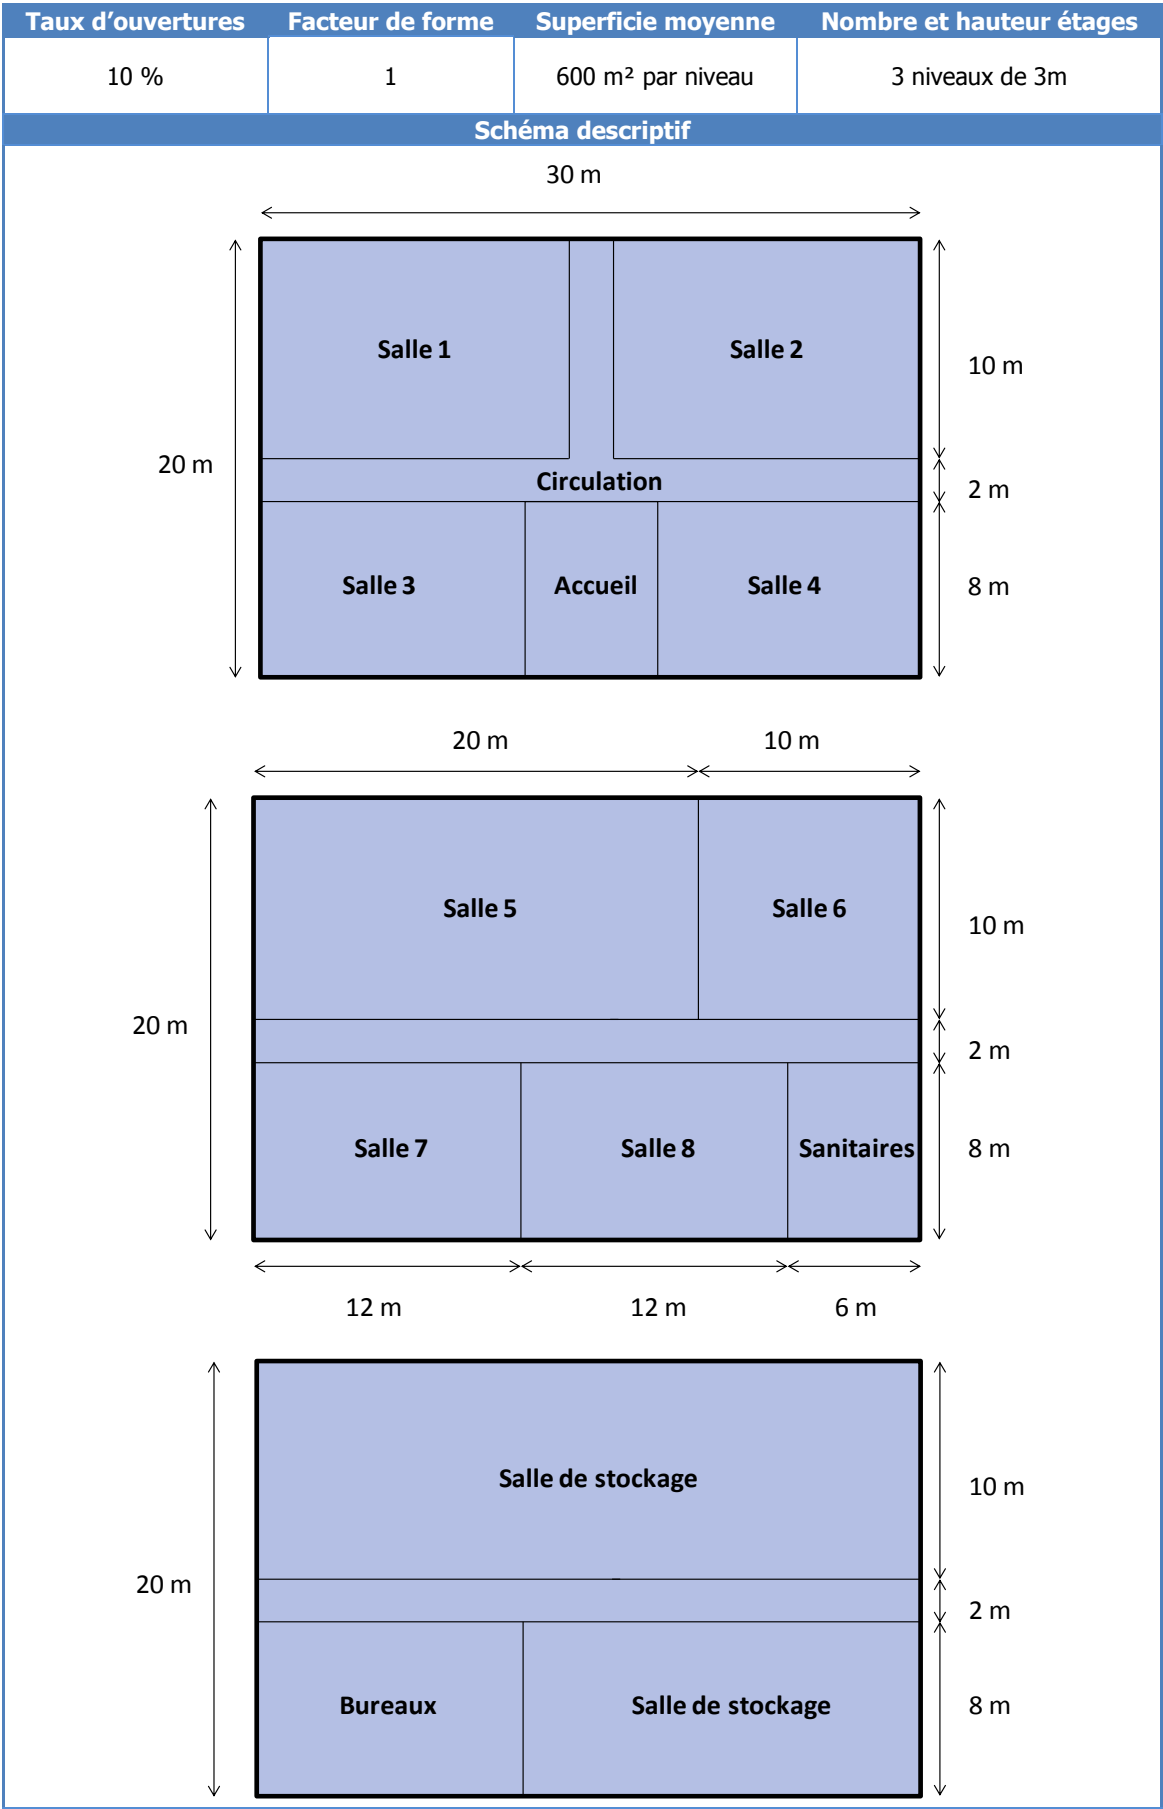 Taux d’ouvertures Facteur de forme Superficie moyenne Nombre et hauteur étages
10 % 1 600 m² par niveau 3 niveaux de 3m
Schéma descriptif
30 m
Salle 1 Salle 2
10 m
20 m
Circulation
2 m
Salle 3 Accueil Salle 4
8 m
20 m 10 m
Salle 5 Salle 6
10 m
20 m
2 m
Salle 7 Salle 8 Sanitaires
8 m
12 m 12 m 6 m
Salle de stockage
10 m
20 m
2 m
Bureaux Salle de stockage
8 m